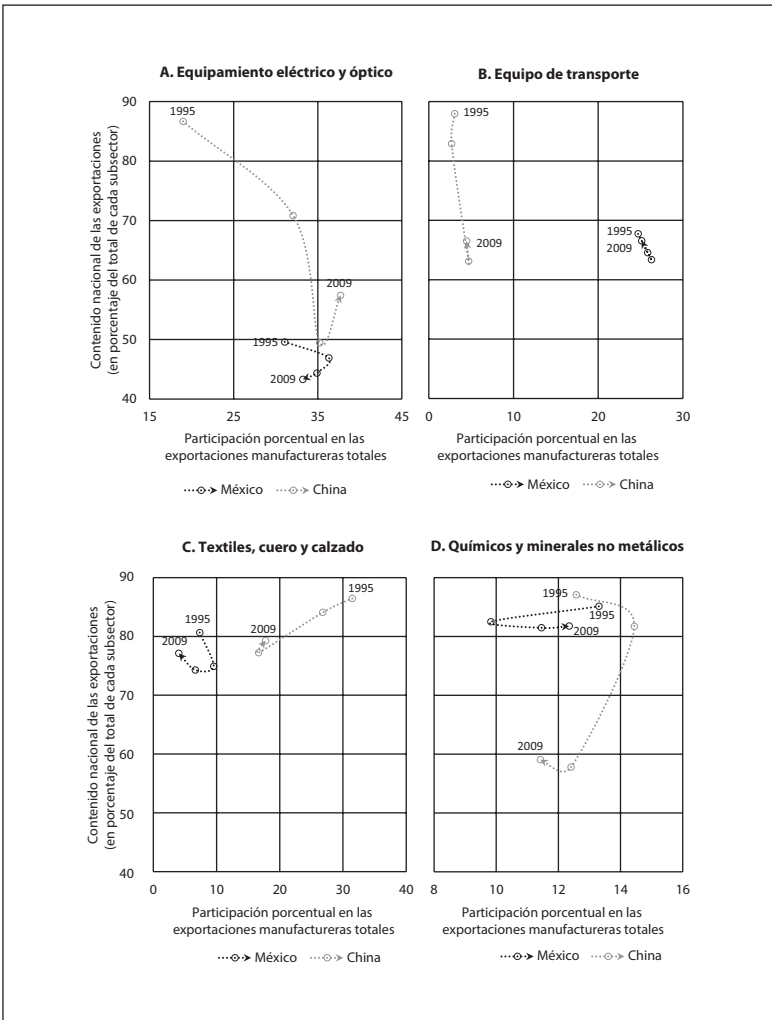 A. Equipamiento eléctrico y óptico
Contenido nacional de las exportaciones
(en porcentaje del total de cada subsector)
90
80
70
60
50
40
1995
1995
2009
2009
15
25
35
45
Participación porcentual en las
exportaciones manufactureras totales
México
China
B. Equipo de transporte
1995
2009
1995
2009
0
10
20
30
Participación porcentual en las
exportaciones manufactureras totales
México
China
C. Textiles, cuero y calzado
Contenido nacional de las exportaciones
(en porcentaje del total de cada subsector)
90
80
70
60
50
40
1995
1995
2009
2009
0
10
20
30
40
Participación porcentual en las
exportaciones manufactureras totales
México
China
D. Químicos y minerales no metálicos
1995
1995
2009
2009
8
10
12
14
16
Participación porcentual en las
exportaciones manufactureras totales
México
China